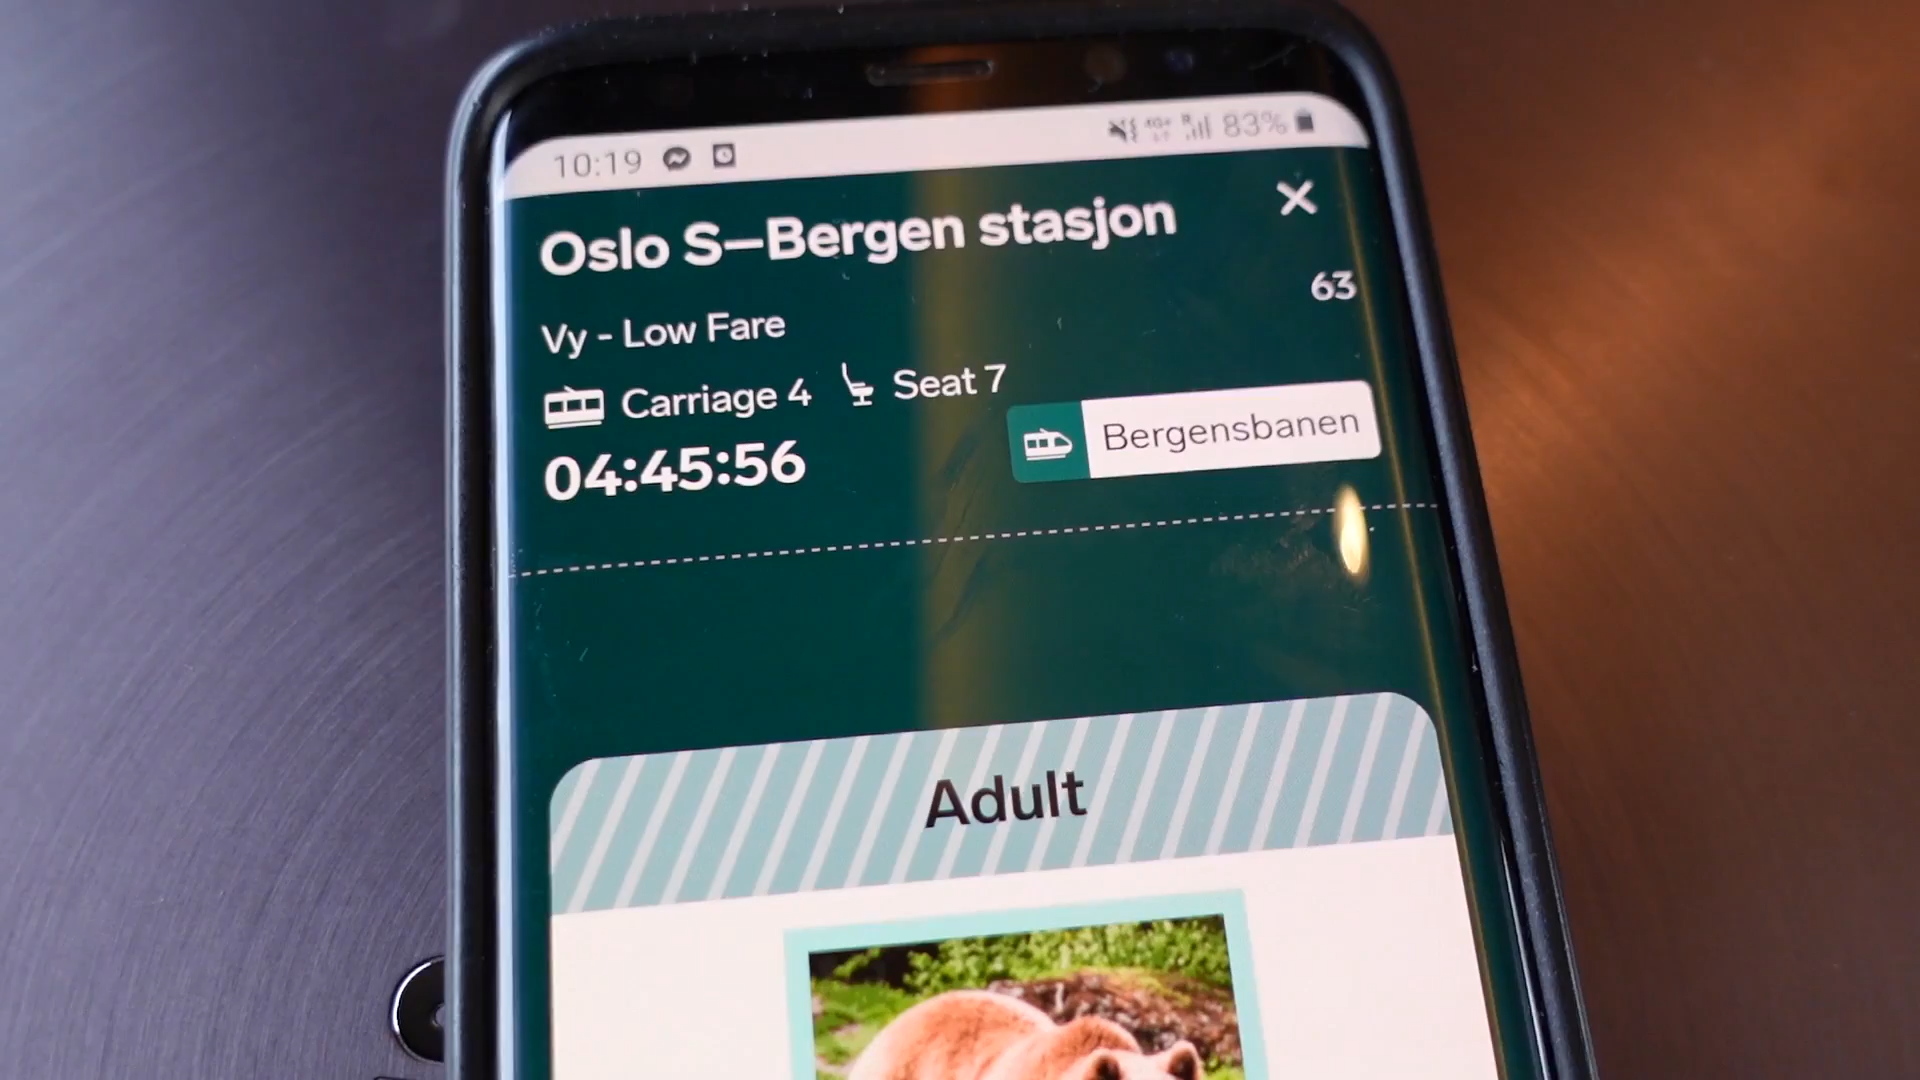 10:19 83%
Oslo S–Bergen stasjon
63
Vy - Low Fare
Carriage 4 Seat 7
Bergensbanen
04:45:56
Adult